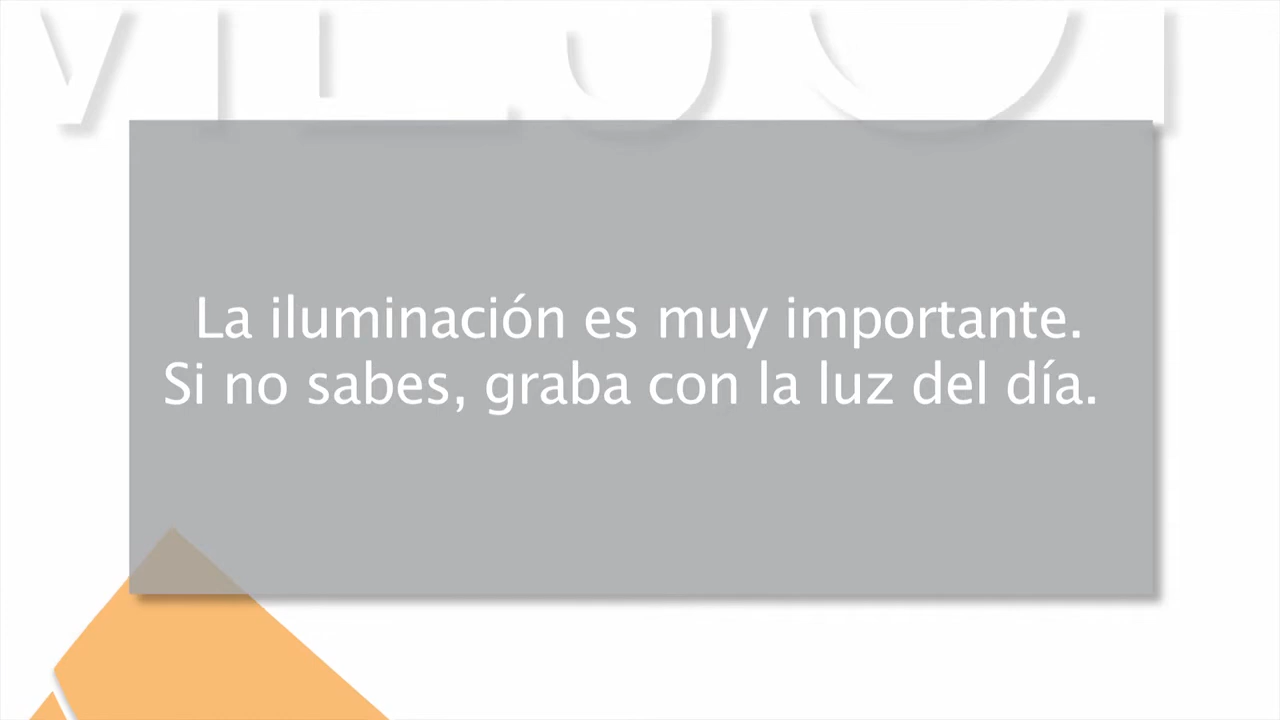 La iluminación es muy importante.
Si no sabes, graba con la luz del día.